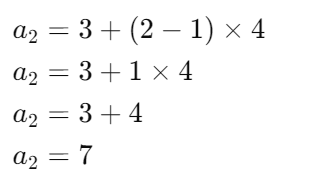 a₂ = 3 + (2 − 1) × 4
a₂ = 3 + 1 × 4
a₂ = 3 + 4
a₂ = 7